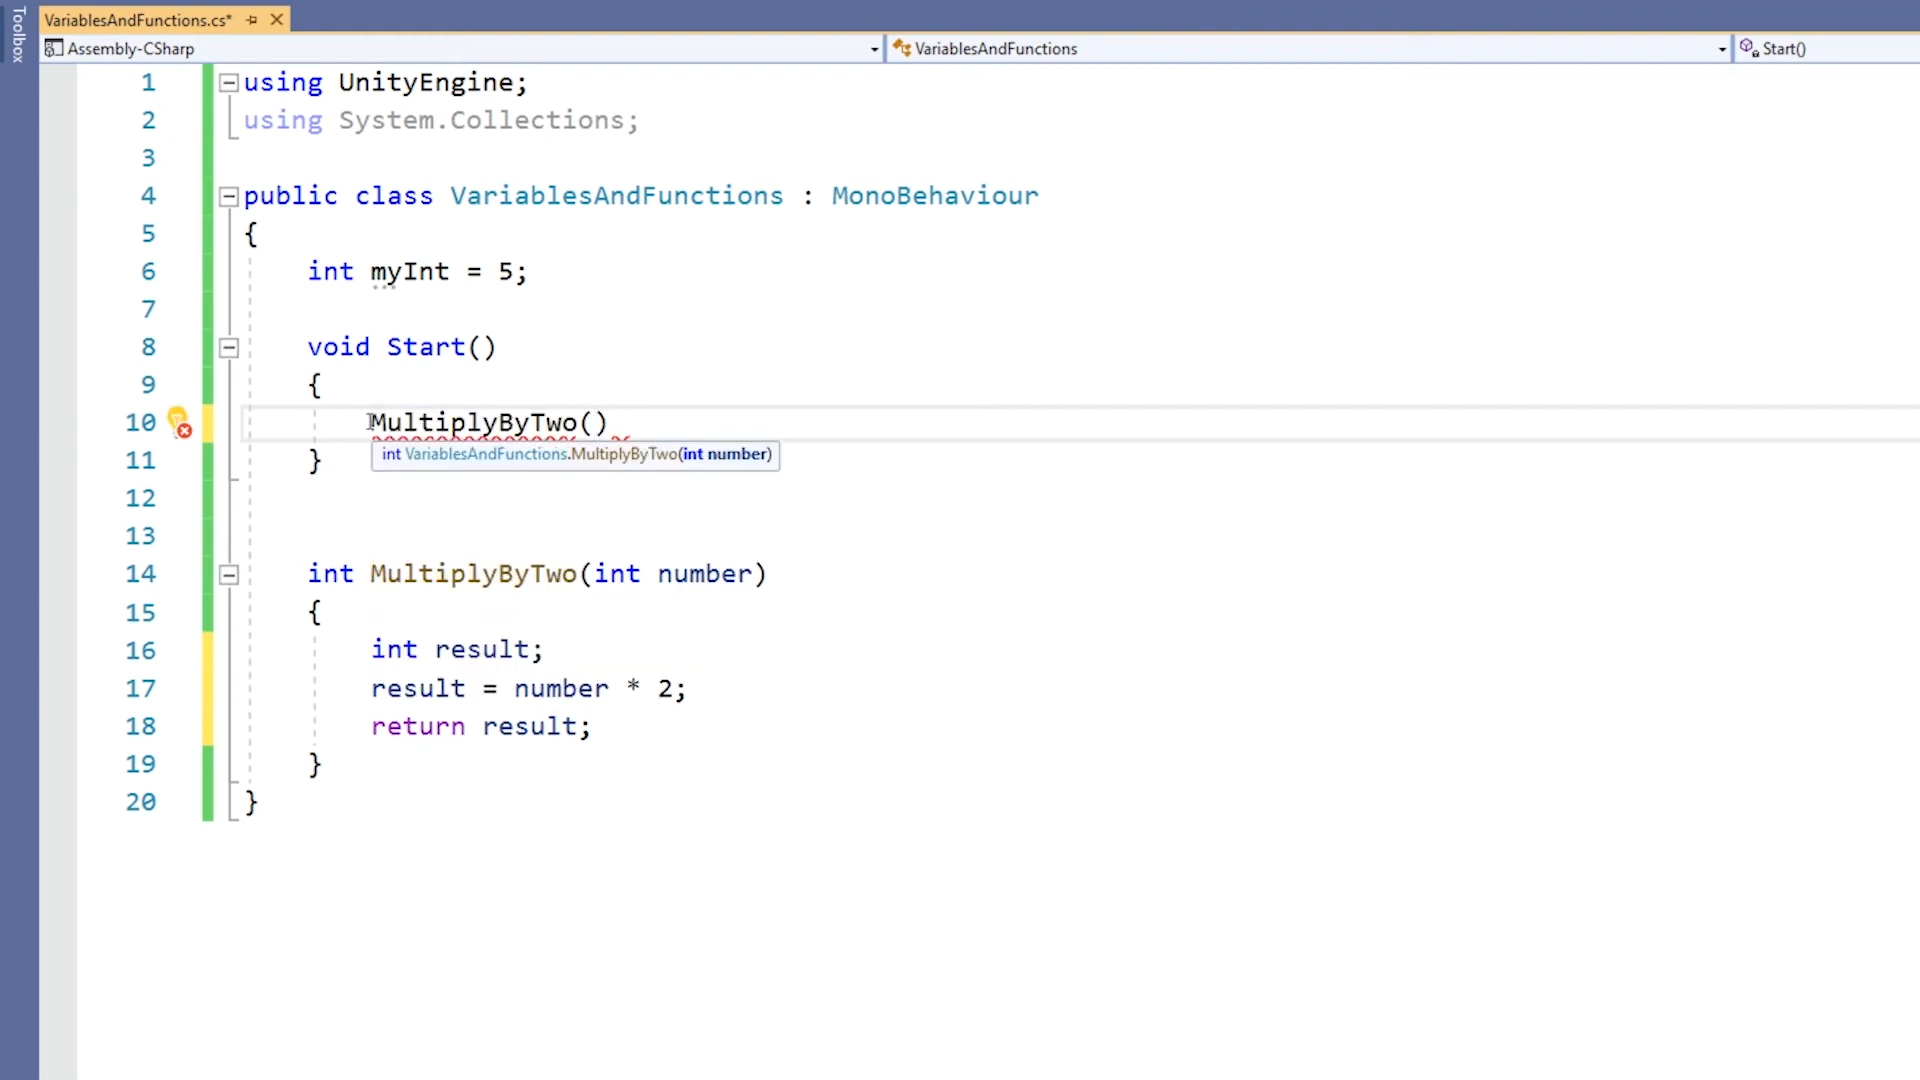 Toolbox
VariablesAndFunctions.cs*
Assembly-CSharp VariablesAndFunctions Start()
1 using UnityEngine;
2 using System.Collections;
3
4 public class VariablesAndFunctions : MonoBehaviour
5 {
6 int myInt = 5;
7
8 void Start()
9 {
10 MultiplyByTwo()
int VariablesAndFunctions.MultiplyByTwo(int number)
11 }
12
13
14 int MultiplyByTwo(int number)
15 {
16 int result;
17 result = number * 2;
18 return result;
19 }
20 }